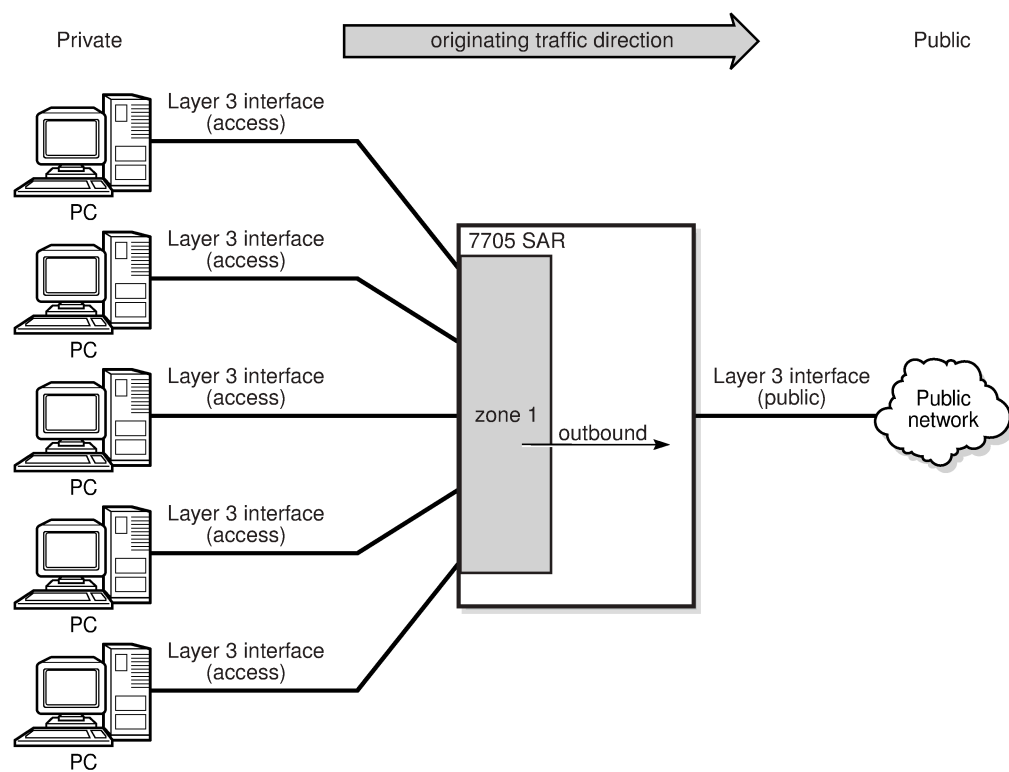 Private
originating traffic direction
Public
Layer 3 interface
(access)
PC
Layer 3 interface
(access)
PC
7705 SAR
Layer 3 interface
(access)
PC
zone 1
outbound
Layer 3 interface
(public)
Public
network
Layer 3 interface
(access)
PC
Layer 3 interface
(access)
PC